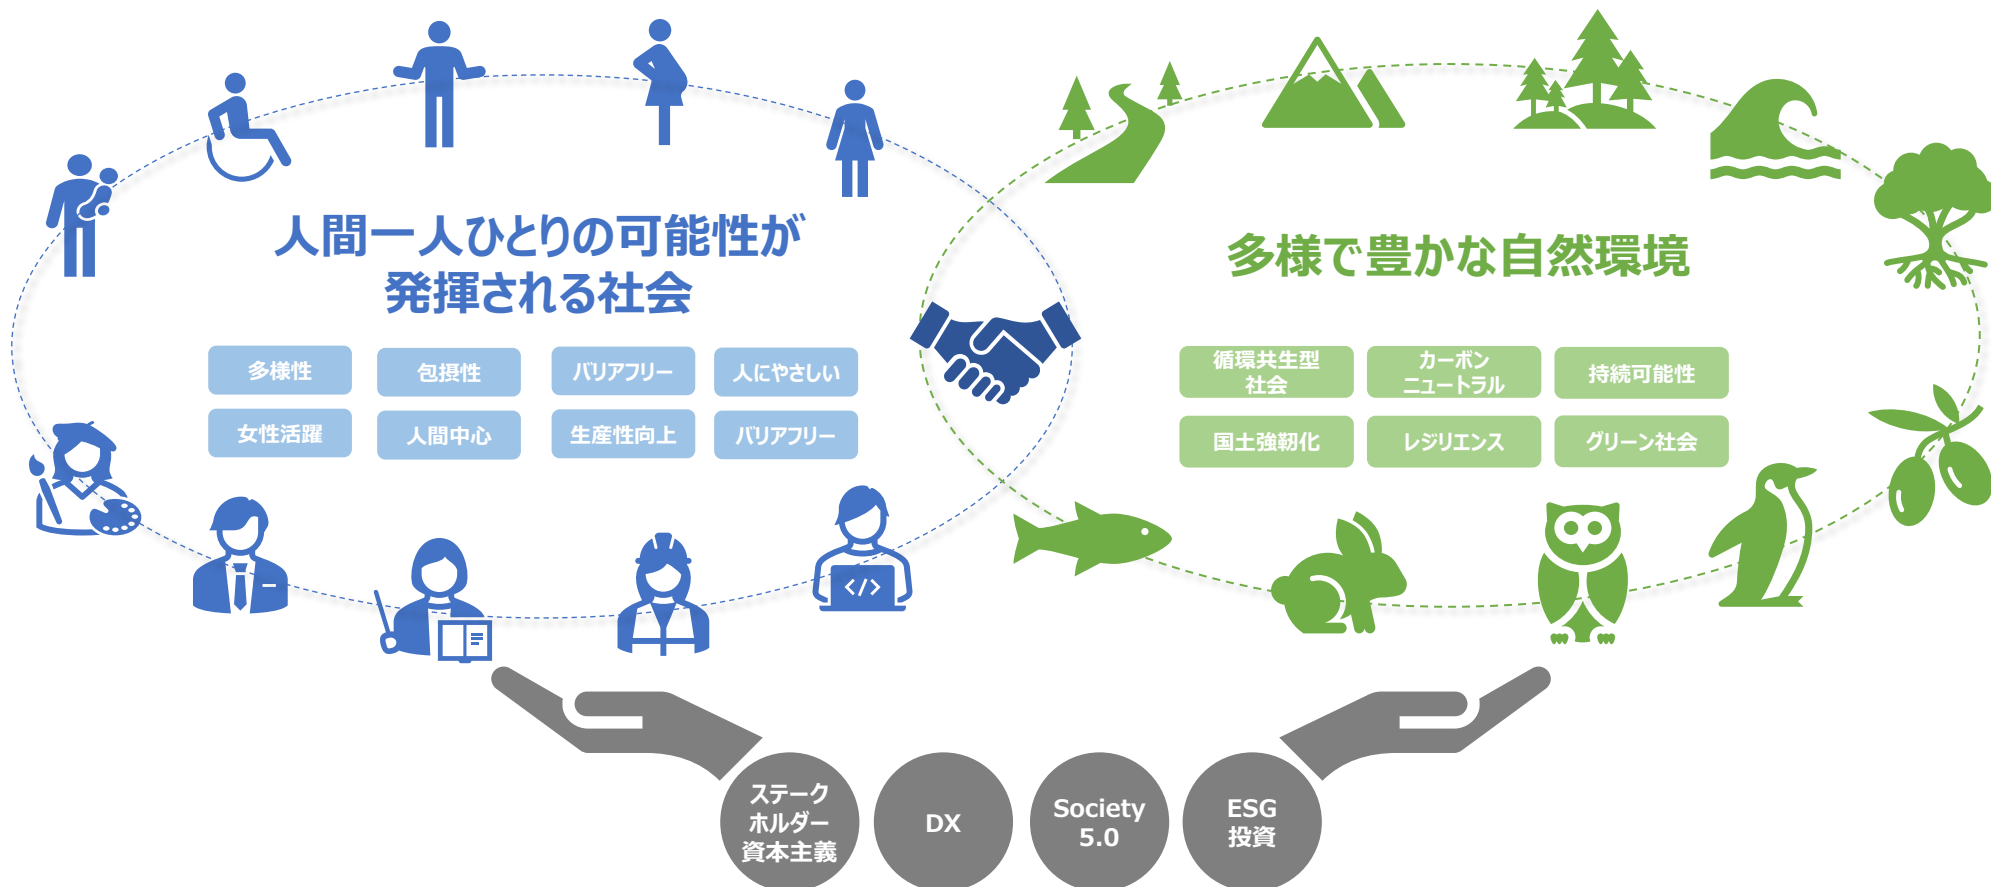 人間一人ひとりの可能性が
発揮される社会
多様性
包摂性
バリアフリー
人にやさしい
女性活躍
人間中心
生産性向上
バリアフリー
多様で豊かな自然環境
循環共生型
社会
カーボン
ニュートラル
持続可能性
国土強靭化
レジリエンス
グリーン社会
</>
ステーク
ホルダー
資本主義
DX
Society
5.0
ESG
投資